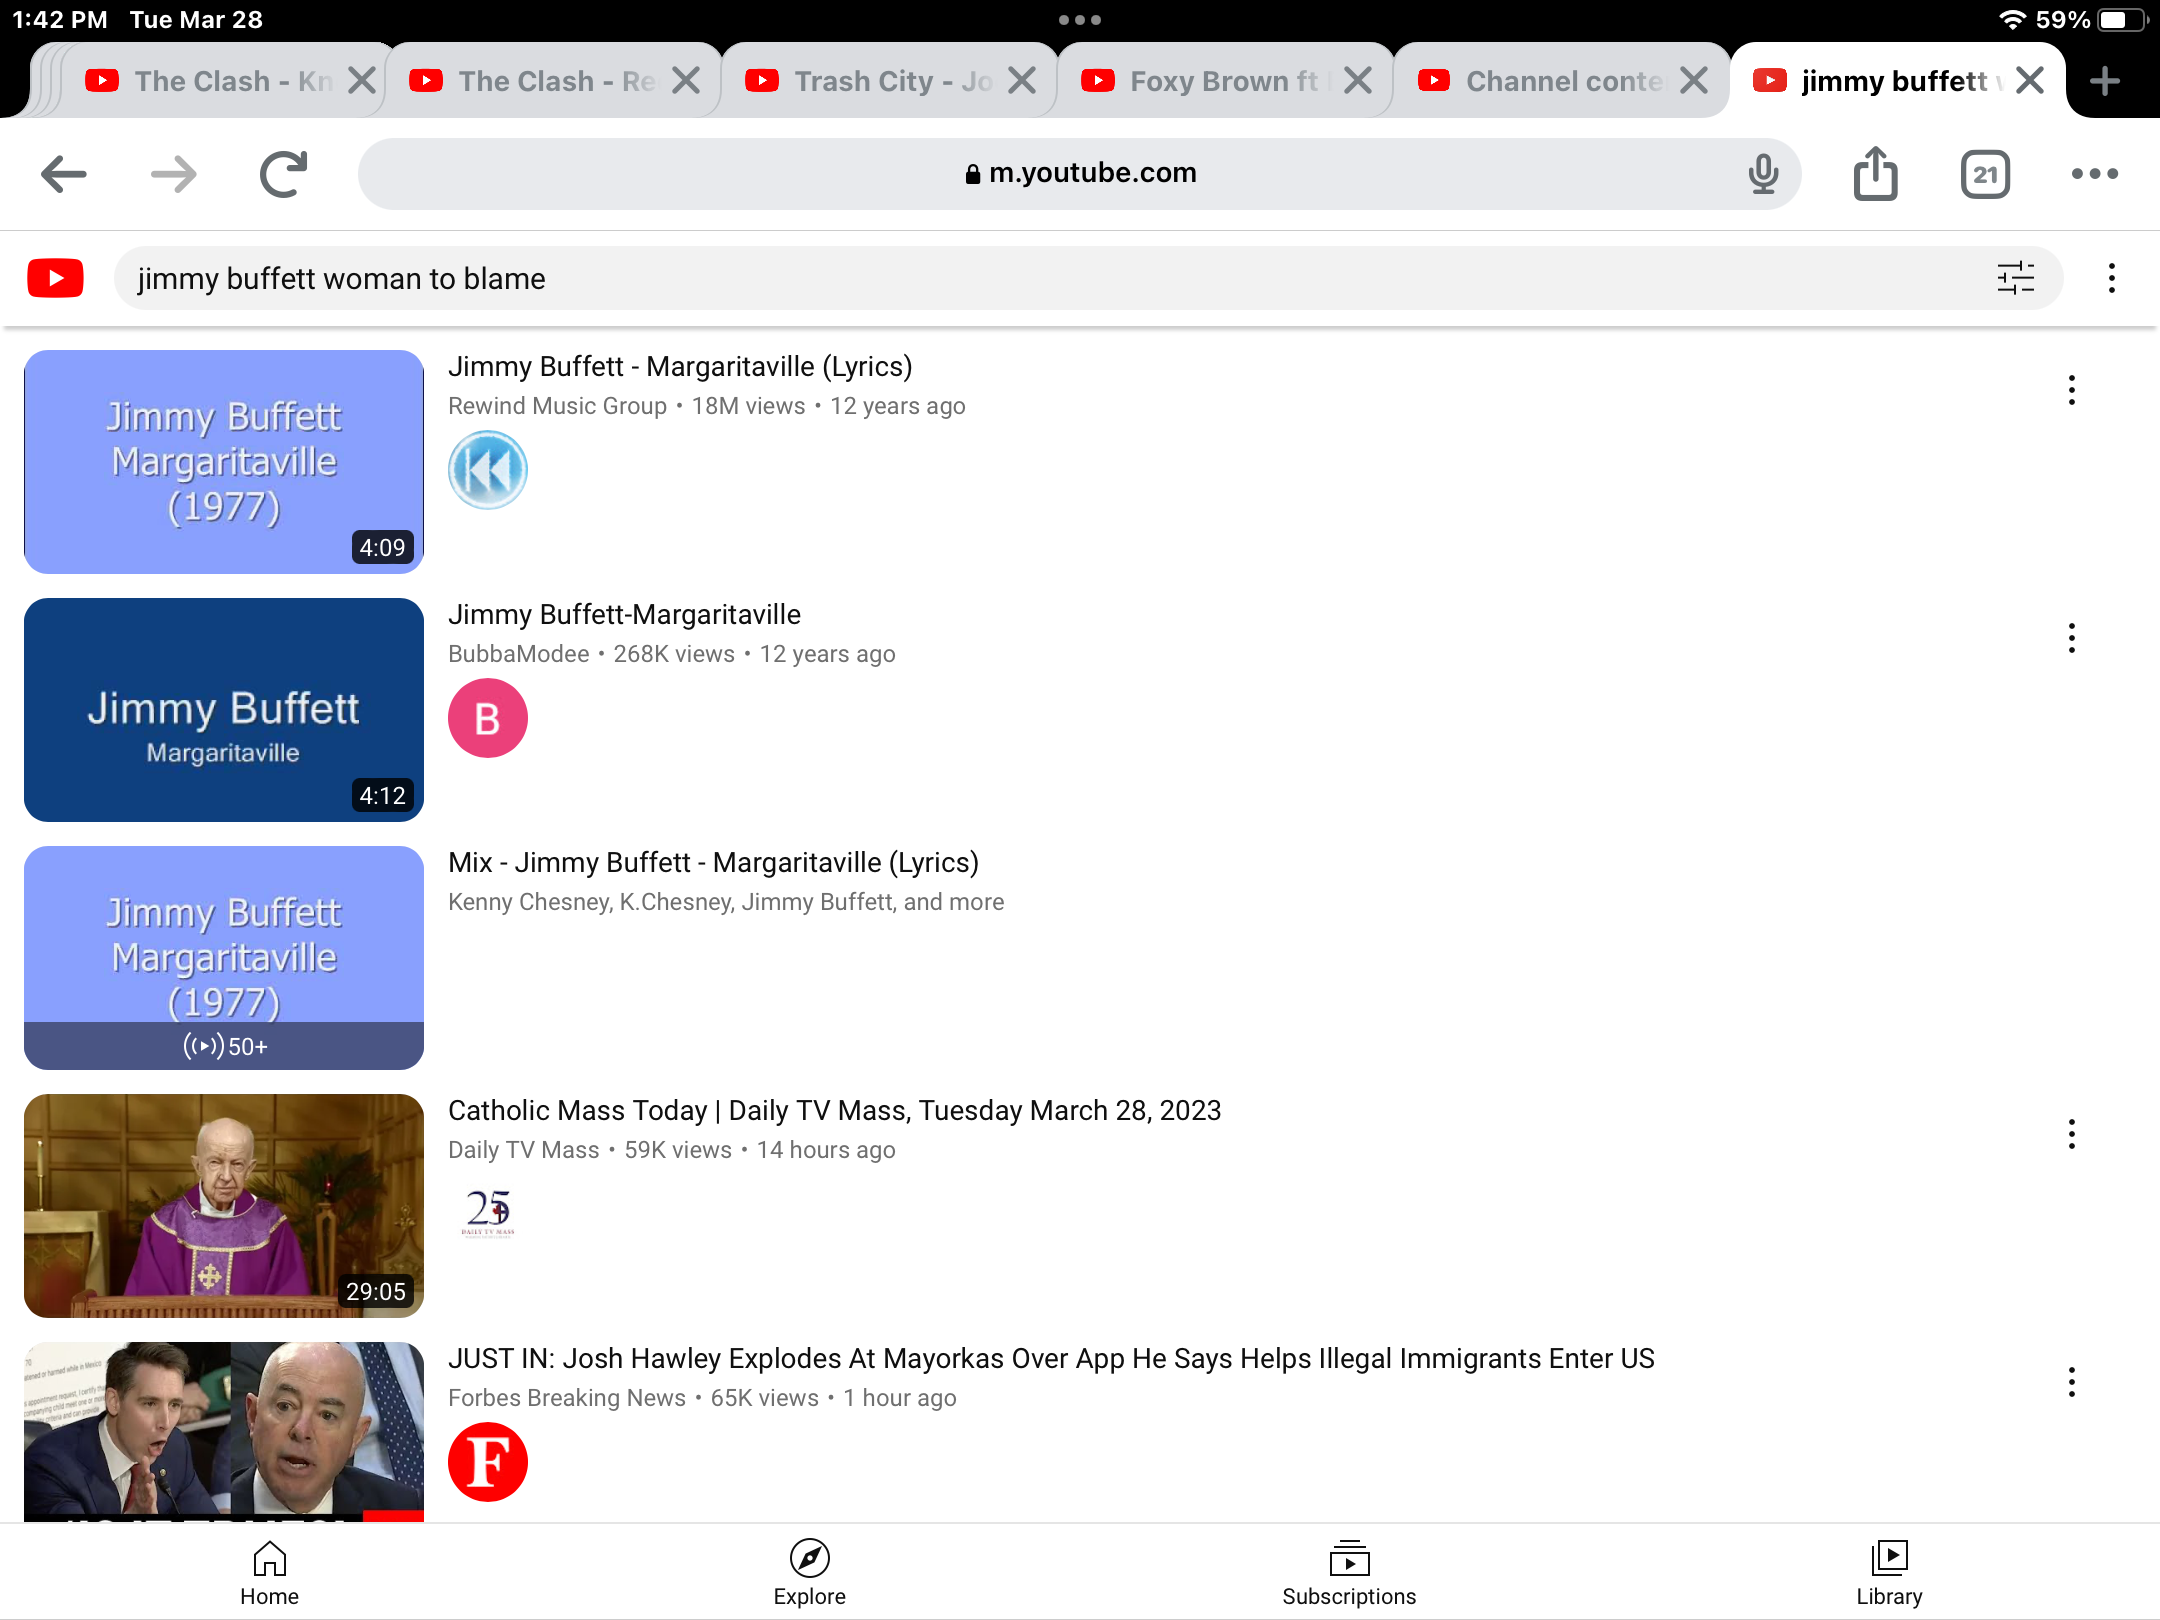 1:42 PM Tue Mar 28
59%
The Clash - Kn
The Clash - Re
Trash City - Jo
Foxy Brown ft
Channel conte
jimmy buffett
m.youtube.com
21
jimmy buffett woman to blame
Jimmy Buffett
Margaritaville
(1977)
4:09
Jimmy Buffett - Margaritaville (Lyrics)
Rewind Music Group • 18M views • 12 years ago
Jimmy Buffett
Margaritaville
4:12
Jimmy Buffett-Margaritaville
BubbaModee • 268K views • 12 years ago
B
Jimmy Buffett
Margaritaville
(1977)
50+
Mix - Jimmy Buffett - Margaritaville (Lyrics)
Kenny Chesney, K.Chesney, Jimmy Buffett, and more
29:05
Catholic Mass Today | Daily TV Mass, Tuesday March 28, 2023
Daily TV Mass • 59K views • 14 hours ago
25
DAILY TV MASS
JUST IN: Josh Hawley Explodes At Mayorkas Over App He Says Helps Illegal Immigrants Enter US
Forbes Breaking News • 65K views • 1 hour ago
F
Home
Explore
Subscriptions
Library